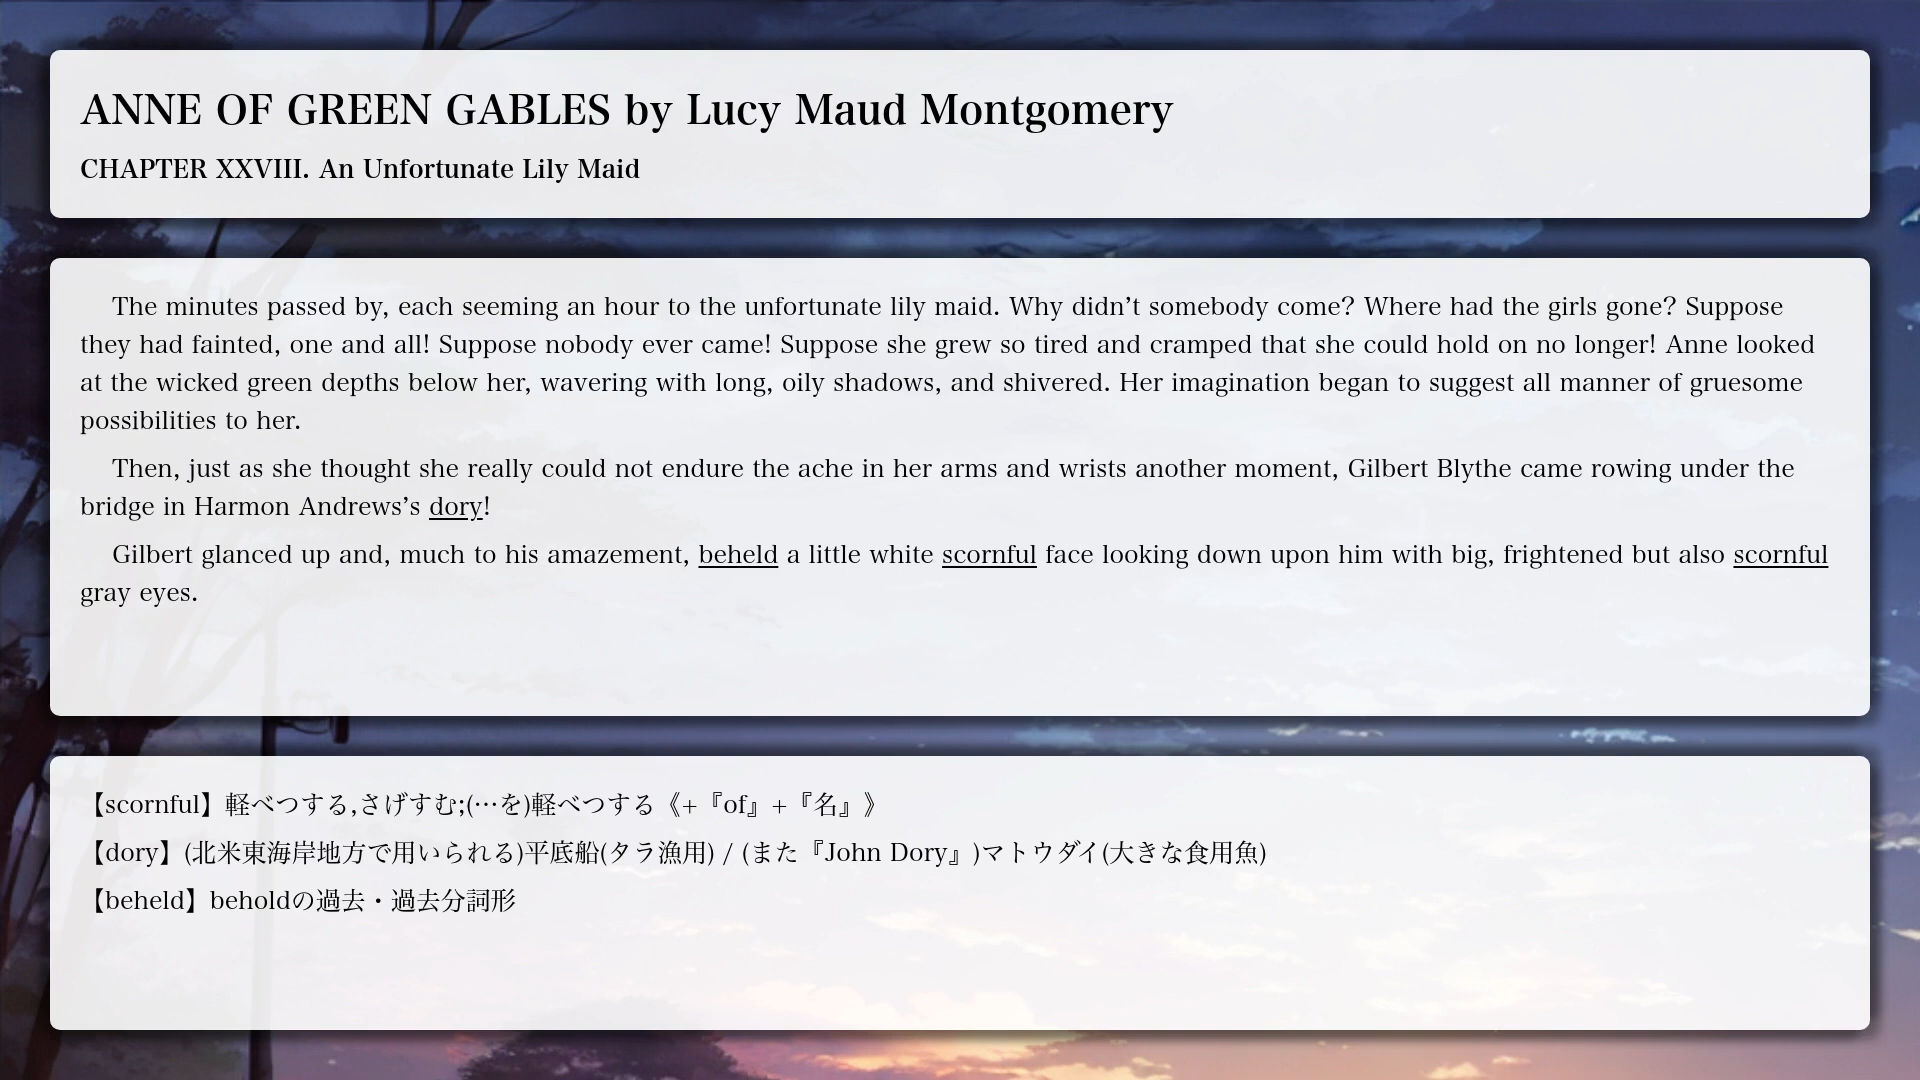 ANNE OF GREEN GABLES by Lucy Maud Montgomery
CHAPTER XXVIII. An Unfortunate Lily Maid
The minutes passed by, each seeming an hour to the unfortunate lily maid. Why didn’t somebody come? Where had the girls gone? Suppose
they had fainted, one and all! Suppose nobody ever came! Suppose she grew so tired and cramped that she could hold on no longer! Anne looked
at the wicked green depths below her, wavering with long, oily shadows, and shivered. Her imagination began to suggest all manner of gruesome
possibilities to her.
Then, just as she thought she really could not endure the ache in her arms and wrists another moment, Gilbert Blythe came rowing under the
bridge in Harmon Andrews’s dory!
Gilbert glanced up and, much to his amazement, beheld a little white scornful face looking down upon him with big, frightened but also scornful
gray eyes.
【scornful】軽べつする,さげすむ;(…を)軽べつする《+『of』+『名』》
【dory】(北米東海岸地方で用いられる)平底船(タラ漁用) / (また『John Dory』)マトウダイ(大きな食用魚)
【beheld】beholdの過去・過去分詞形